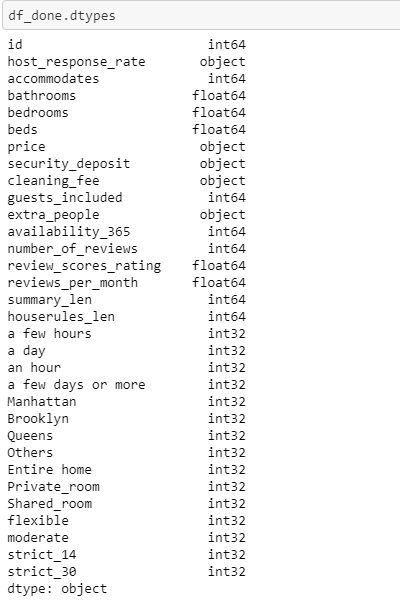 df_done.dtypes
id int64
host_response_rate object
accommodates int64
bathrooms float64
bedrooms float64
beds float64
price object
security_deposit object
cleaning_fee object
guests_included int64
extra_people object
availability_365 int64
number_of_reviews int64
review_scores_rating float64
reviews_per_month float64
summary_len int64
houserules_len int64
a few hours int32
a day int32
an hour int32
a few days or more int32
Manhattan int32
Brooklyn int32
Queens int32
Others int32
Entire home int32
Private_room int32
Shared_room int32
flexible int32
moderate int32
strict_14 int32
strict_30 int32
dtype: object